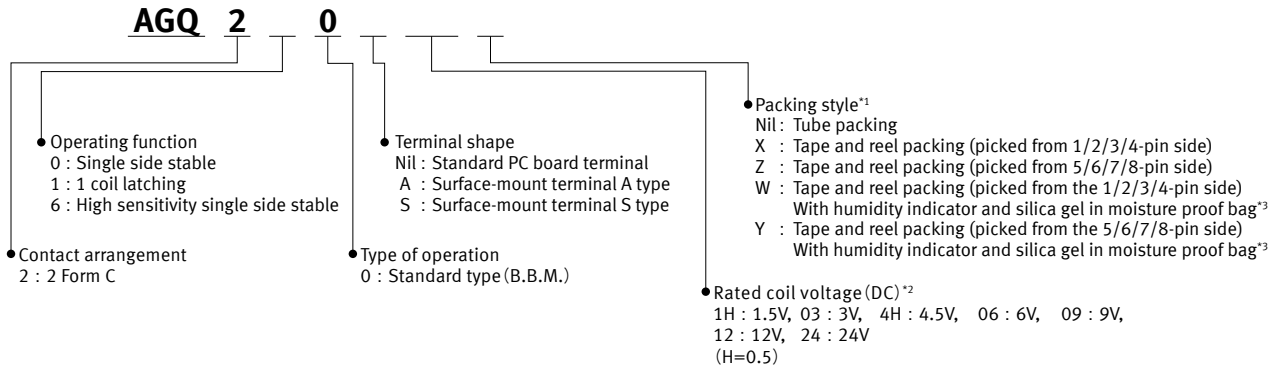 AGQ 2 0
Operating function
0 : Single side stable
1 : 1 coil latching
6 : High sensitivity single side stable
Contact arrangement
2 : 2 Form C
Terminal shape
Nil : Standard PC board terminal
A : Surface-mount terminal A type
S : Surface-mount terminal S type
Type of operation
0 : Standard type (B.B.M.)
Packing style*1
Nil : Tube packing
X : Tape and reel packing (picked from 1/2/3/4-pin side)
Z : Tape and reel packing (picked from 5/6/7/8-pin side)
W : Tape and reel packing (picked from the 1/2/3/4-pin side)
With humidity indicator and silica gel in moisture proof bag*3
Y : Tape and reel packing (picked from the 5/6/7/8-pin side)
With humidity indicator and silica gel in moisture proof bag*3
Rated coil voltage (DC)*2
1H : 1.5V, 03 : 3V, 4H : 4.5V, 06 : 6V, 09 : 9V,
12 : 12V, 24 : 24V
(H=0.5)